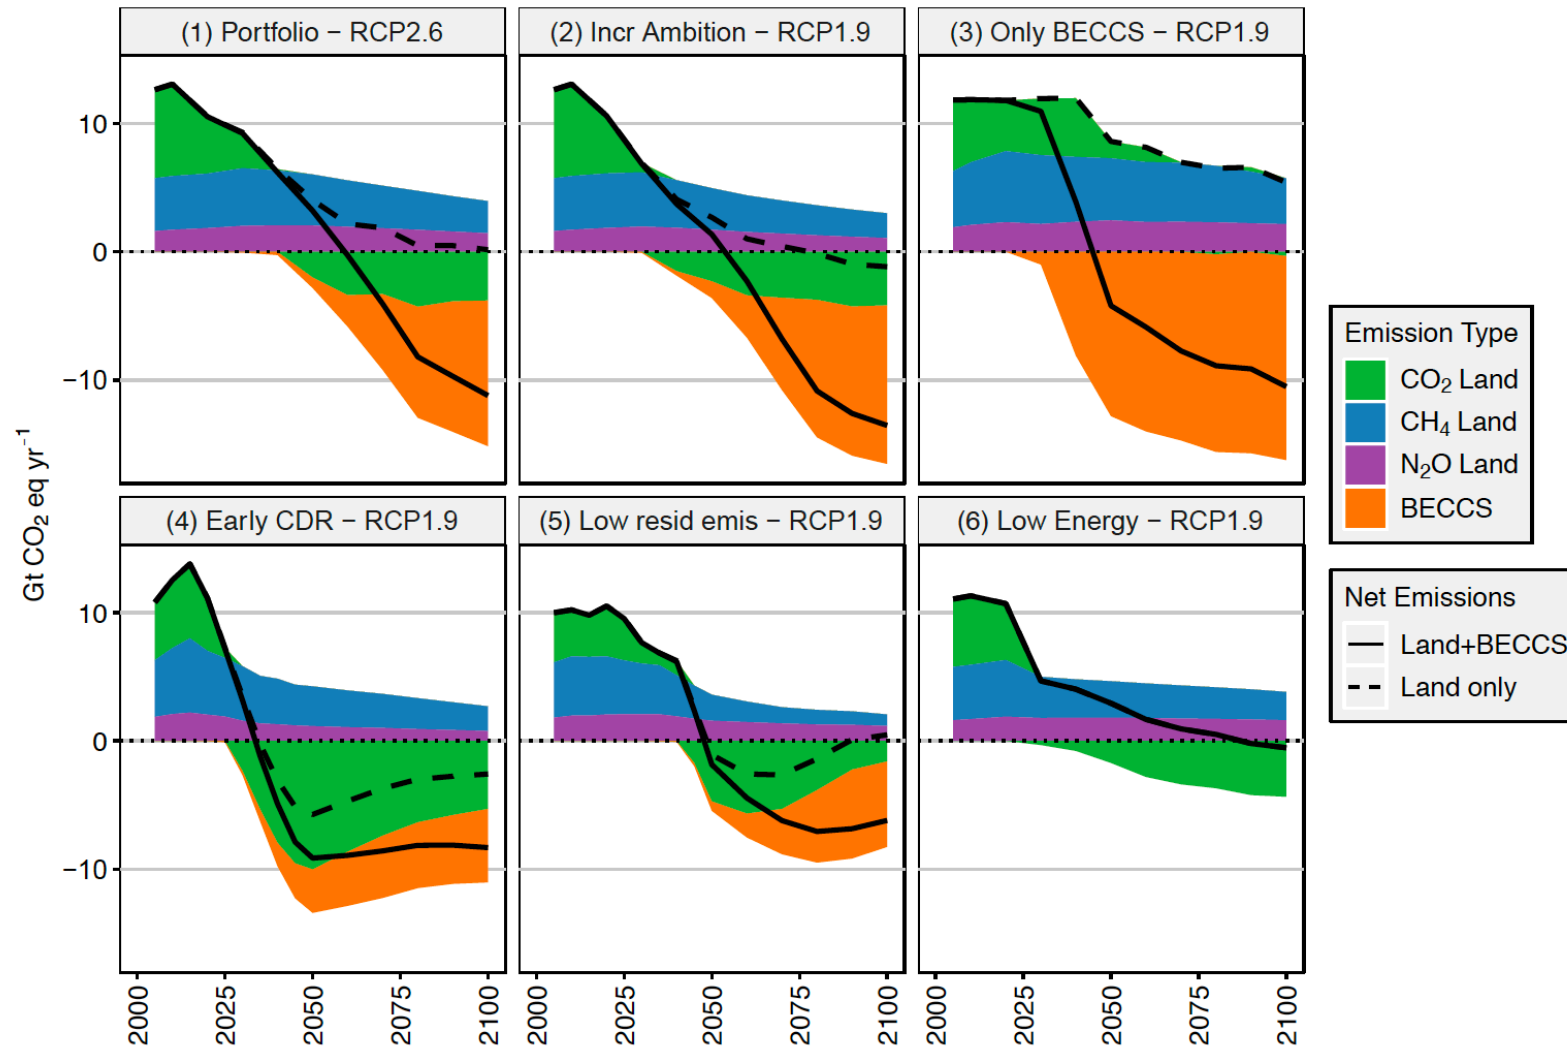 (1) Portfolio − RCP2.6
(2) Incr Ambition − RCP1.9
(3) Only BECCS − RCP1.9
10
0
−10
(4) Early CDR − RCP1.9
(5) Low resid emis − RCP1.9
(6) Low Energy − RCP1.9
10
0
−10
2000
2025
2050
2075
2100
2000
2025
2050
2075
2100
2000
2025
2050
2075
2100
Gt CO₂ eq yr⁻¹
Emission Type
CO₂ Land
CH₄ Land
N₂O Land
BECCS
Net Emissions
Land+BECCS
Land only